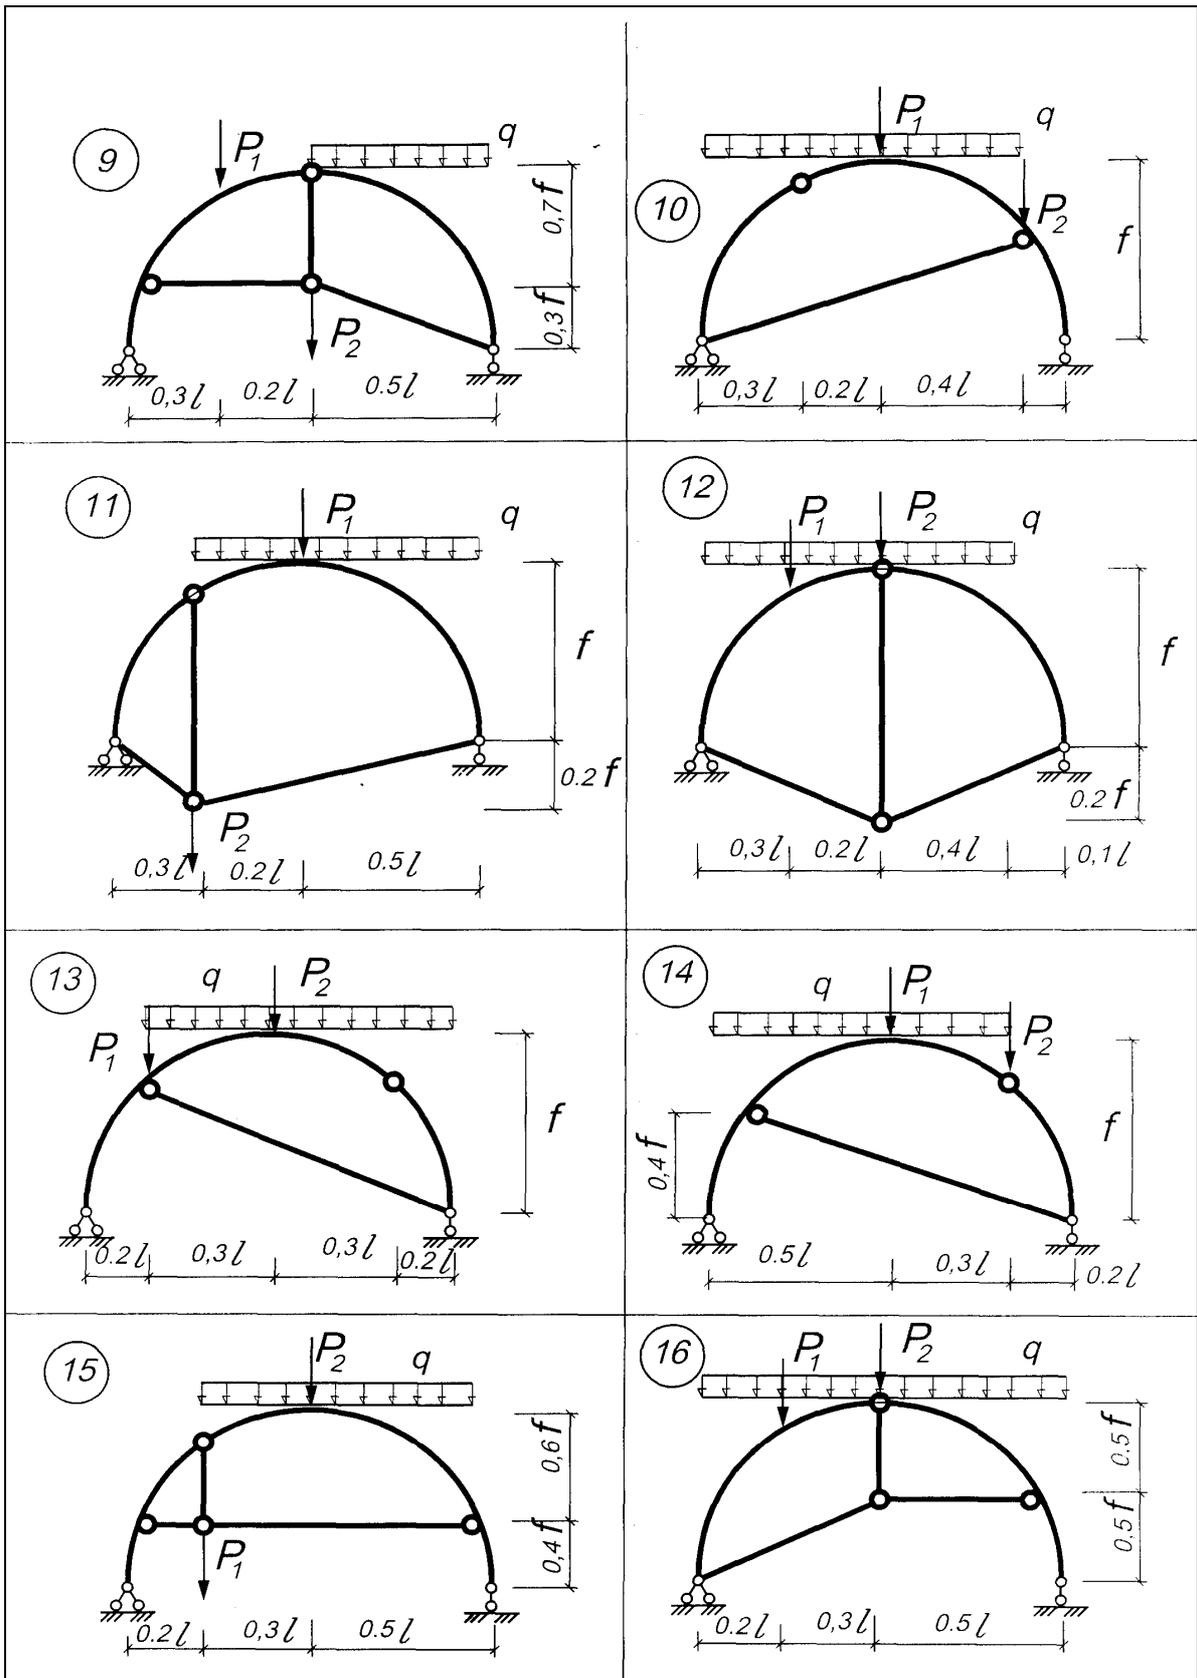 9
P1
q
0,7f
0,3f
P2
0,3l 0.2l 0.5l
10
P1
q
P2
f
0,3l 0.2l 0,4l
11
P1
q
f
0.2f
P2
0,3l 0.2l 0.5l
12
P1 P2 q
f
0.2f
0,3l 0.2l 0,4l 0,1l
13
q P2
P1
f
0.2l 0,3l 0,3l 0.2l
14
q P1
P2
f
0,4f
0.5l 0,3l 0.2l
15
P2 q
0,6f
0,4f
P1
0.2l 0,3l 0.5l
16
P1 P2 q
0.5f
0,5f
0.2l 0,3l 0.5l